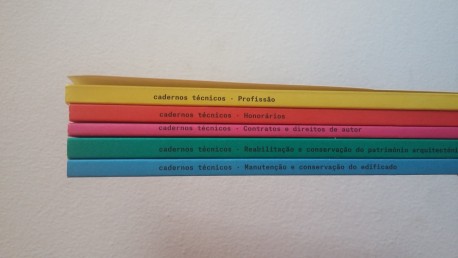 cadernos técnicos - Profissão
cadernos técnicos - Honorários
cadernos técnicos - Contratos e direitos de autor
cadernos técnicos - Reabilitação e conservação do património
cadernos técnicos - Manutenção e conservação do edificado